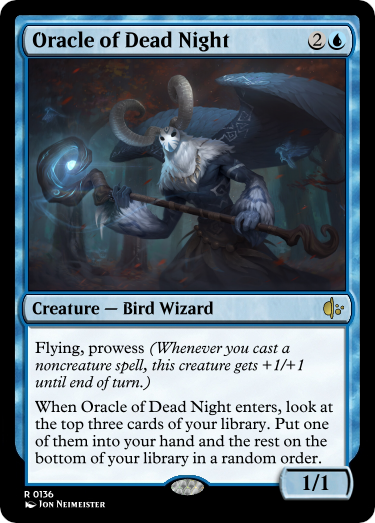 Oracle of Dead Night 2
Creature — Bird Wizard
Flying, prowess (Whenever you cast a
noncreature spell, this creature gets +1/+1
until end of turn.)
When Oracle of Dead Night enters, look at
the top three cards of your library. Put one
of them into your hand and the rest on the
bottom of your library in a random order.
1/1
R 0136
Jon Neimeister